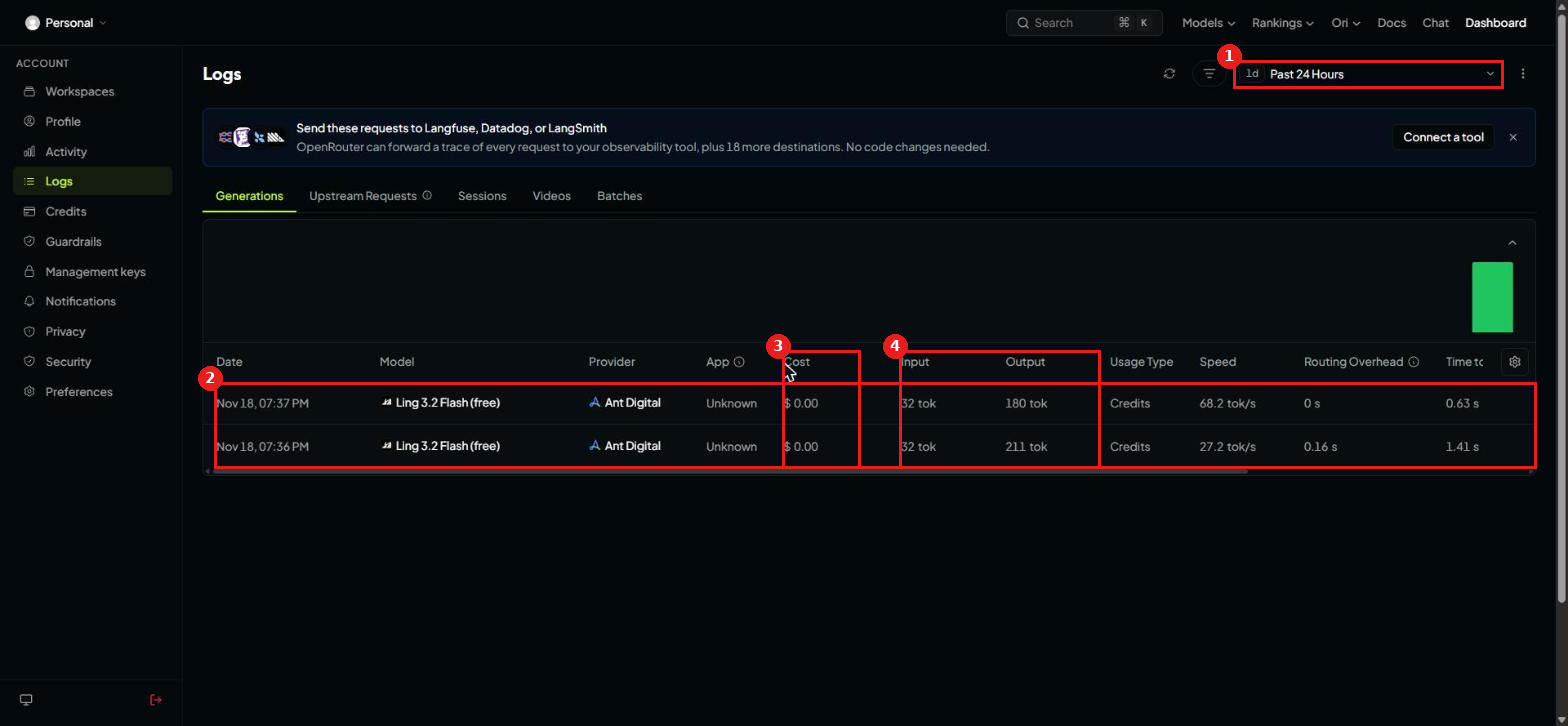 Personal
Search ⌘ K Models Rankings Ori Docs Chat Dashboard
ACCOUNT
Workspaces
Profile
Activity
Logs
Credits
Guardrails
Management keys
Notifications
Privacy
Security
Preferences
Logs
1
1d Past 24 Hours
Send these requests to Langfuse, Datadog, or LangSmith
OpenRouter can forward a trace of every request to your observability tool, plus 18 more destinations. No code changes needed.
Connect a tool
Generations Upstream Requests Sessions Videos Batches
3 4
Date Model Provider App Cost Input Output Usage Type Speed Routing Overhead Time to
2
Nov 18, 07:37 PM Ling 3.2 Flash (free) Ant Digital Unknown $ 0.00 32 tok 180 tok Credits 68.2 tok/s 0 s 0.63 s
Nov 18, 07:36 PM Ling 3.2 Flash (free) Ant Digital Unknown $ 0.00 32 tok 211 tok Credits 27.2 tok/s 0.16 s 1.41 s